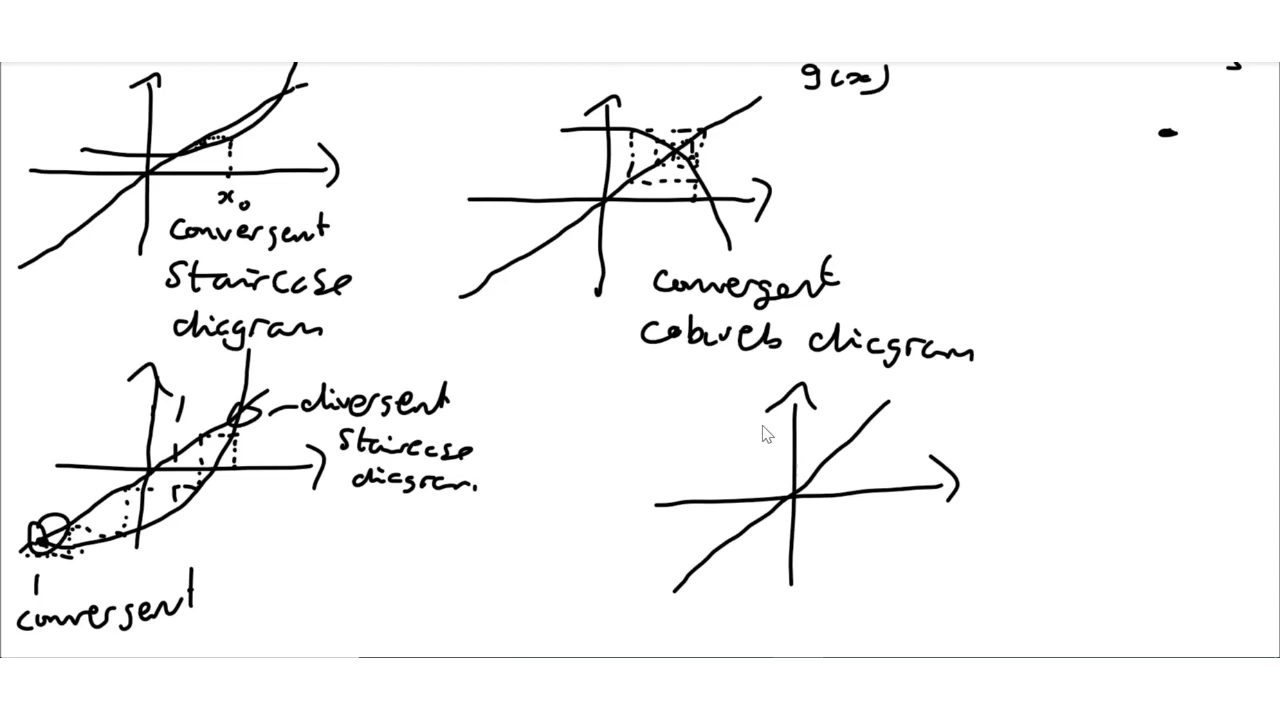 g(x)
x₀
convergent
staircase
diagram
convergent
cobweb diagram
divergent
staircase
diagram.
convergent